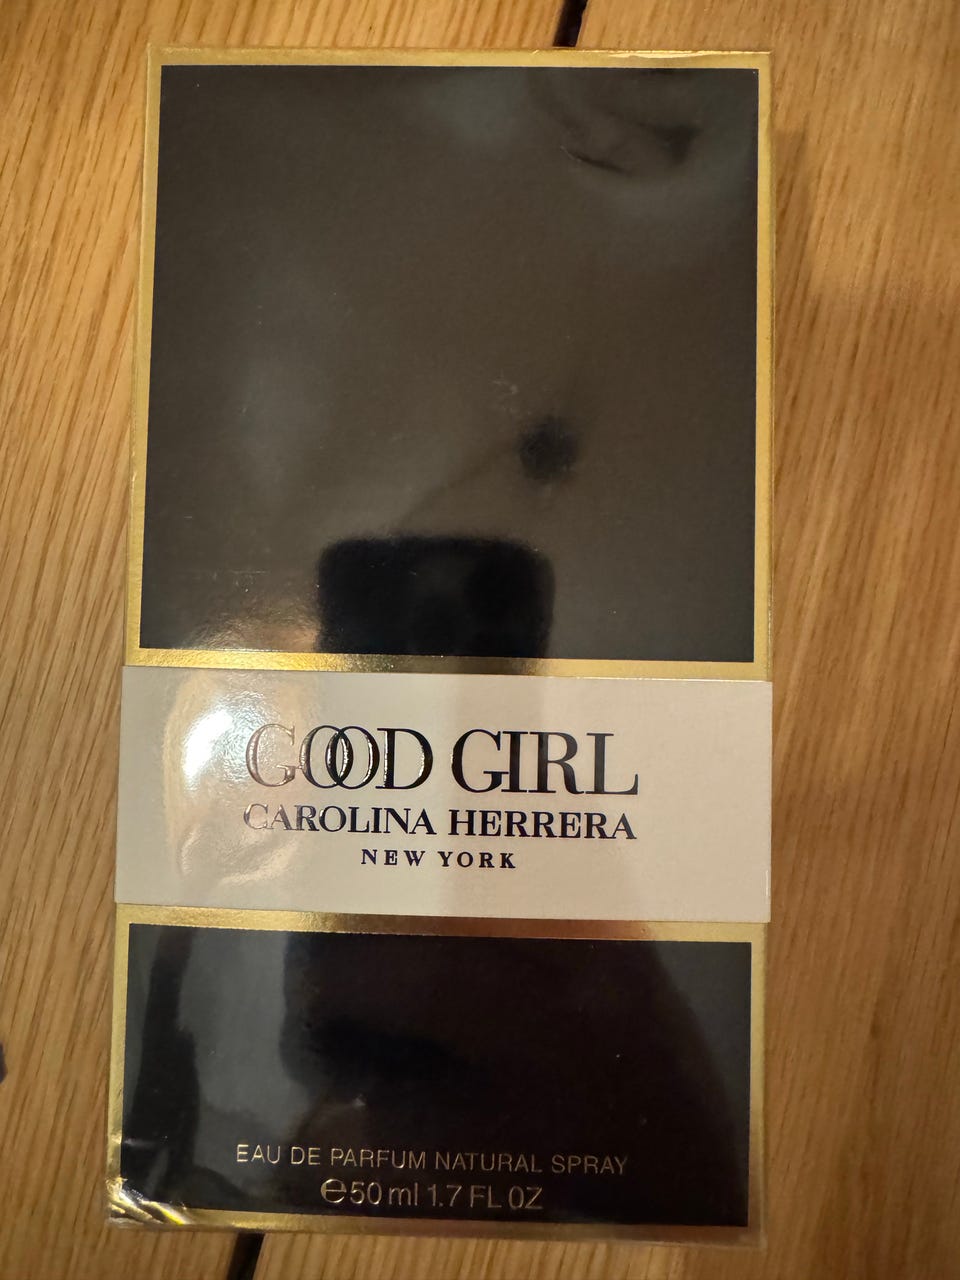 GOOD GIRL
CAROLINA HERRERA
NEW YORK
EAU DE PARFUM NATURAL SPRAY
℮50 ml 1.7 FL OZ